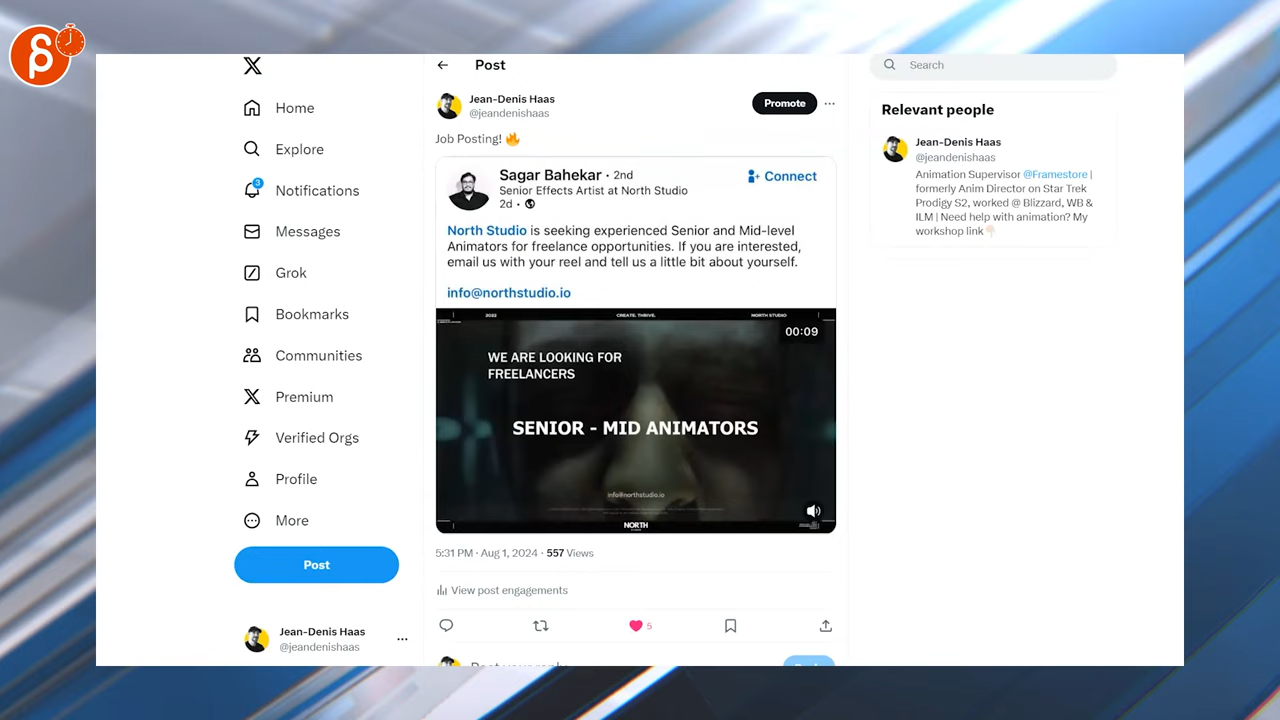 Post
Search
Jean-Denis Haas
@jeandenishaas
Promote
Job Posting! 🔥
Sagar Bahekar · 2nd
Senior Effects Artist at North Studio
2d ·
Connect
North Studio is seeking experienced Senior and Mid-level
Animators for freelance opportunities. If you are interested,
email us with your reel and tell us a little bit about yourself.
info@northstudio.io
2022
CREATE. THRIVE.
NORTH STUDIO
00:09
WE ARE LOOKING FOR
FREELANCERS
SENIOR - MID ANIMATORS
info@northstudio.io
NORTH
5:31 PM · Aug 1, 2024 · 557 Views
View post engagements
5
Home
Explore
3
Notifications
Messages
Grok
Bookmarks
Communities
Premium
Verified Orgs
Profile
More
Post
Jean-Denis Haas
@jeandenishaas
Relevant people
Jean-Denis Haas
@jeandenishaas
Animation Supervisor @Framestore |
formerly Anim Director on Star Trek
Prodigy S2, worked @ Blizzard, WB &
ILM | Need help with animation? My
workshop link👇🏻